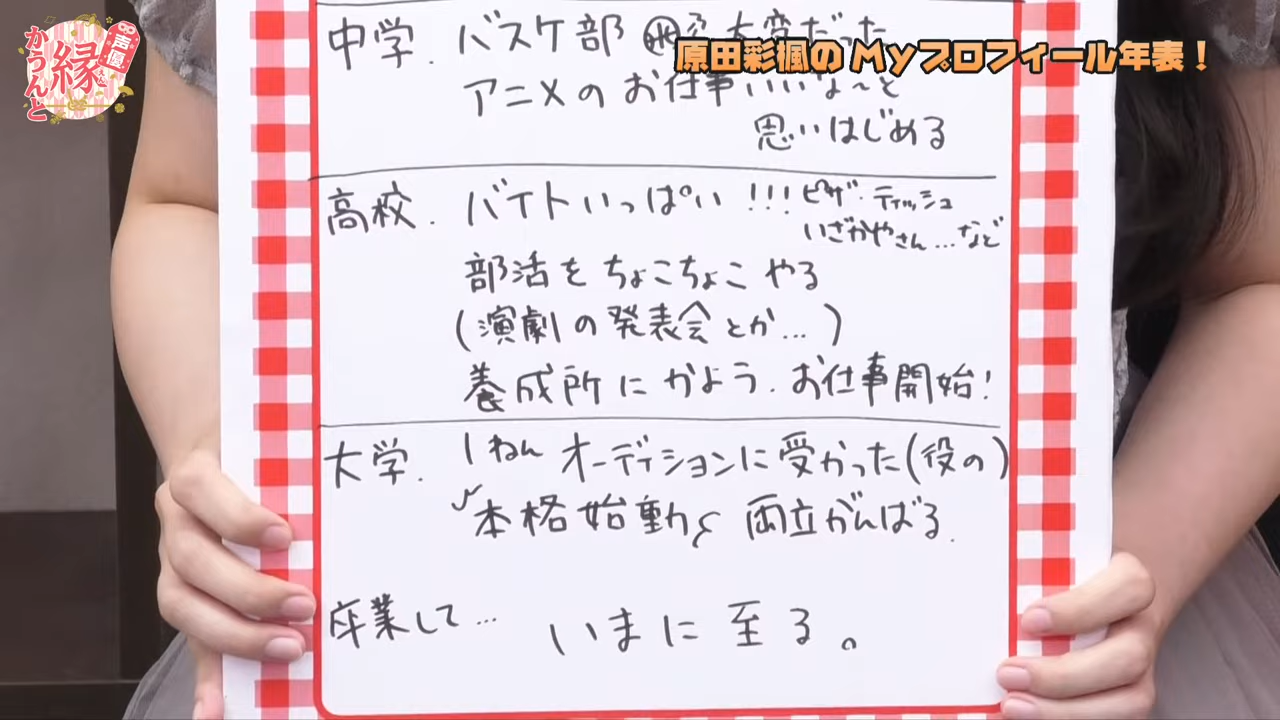 声優
縁
えん
かうんと
原田彩楓のMyプロフィール年表！
中学. バスケ部 大変だった
アニメのお仕事いいな〜と
思いはじめる
高校. バイトいっぱい!!! ピザ・ティッシュ
いざかやさん...など
部活をちょこちょこやる
(演劇の発表会とか...)
養成所にかよう. お仕事開始!
大学. 1ねん オーディションに受かった(役の)
本格始動 両立がんばる.
卒業して... いまに至る。